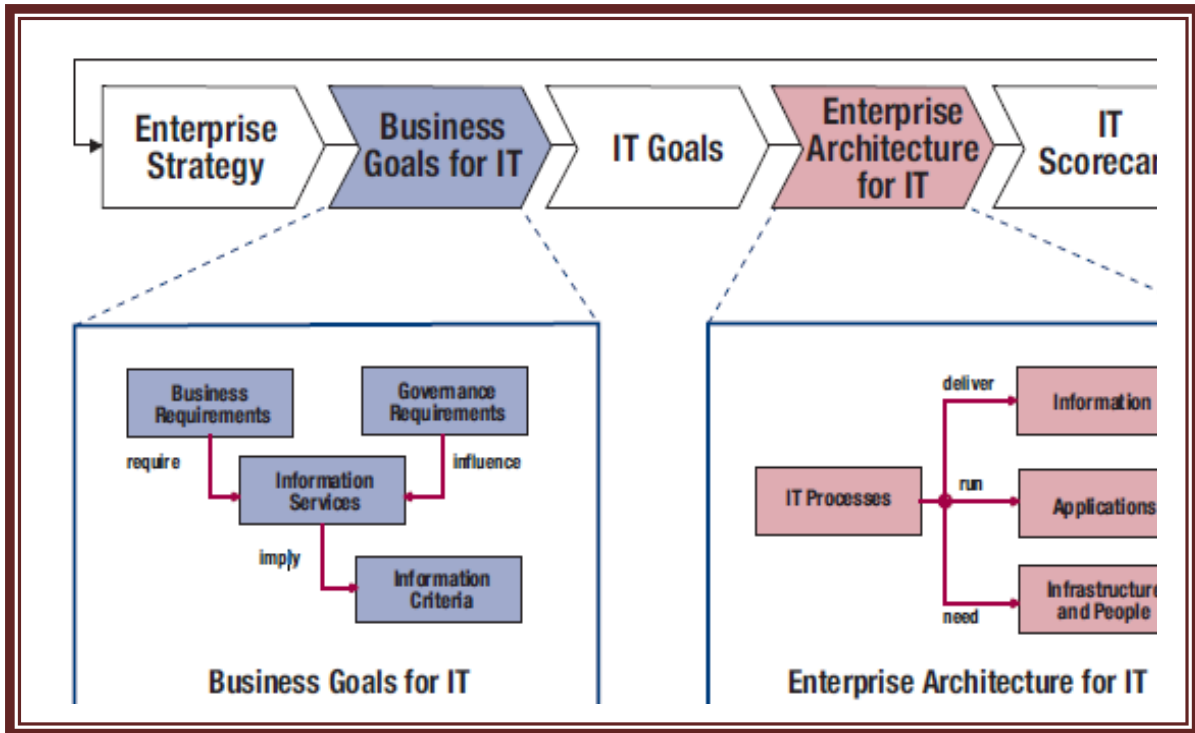 Enterprise
Strategy
Business
Goals for IT
IT Goals
Enterprise
Architecture
for IT
IT
Scorecar
Business
Requirements
Governance
Requirements
require
influence
Information
Services
imply
Information
Criteria
Business Goals for IT
deliver
Information
IT Processes
run
Applications
Infrastructure
and People
need
Enterprise Architecture for IT